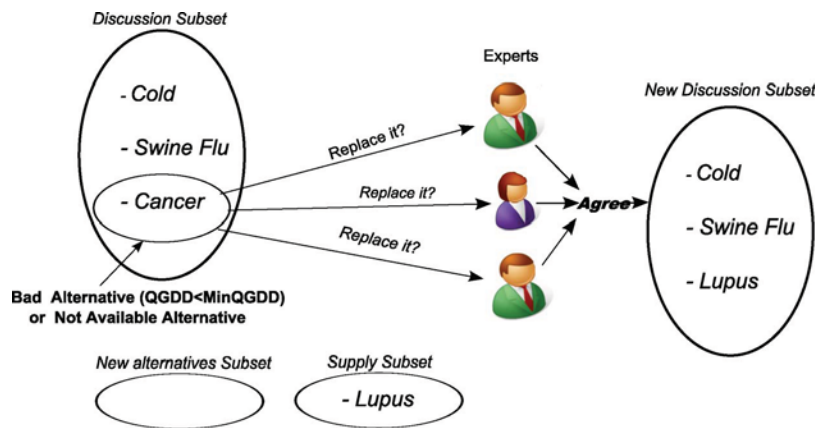 Discussion Subset
- Cold
- Swine Flu
- Cancer
Bad Alternative (QGDD<MinQGDD)
or Not Available Alternative
Replace it?
Replace it?
Replace it?
Experts
Agree
New Discussion Subset
- Cold
- Swine Flu
- Lupus
New alternatives Subset
Supply Subset
- Lupus